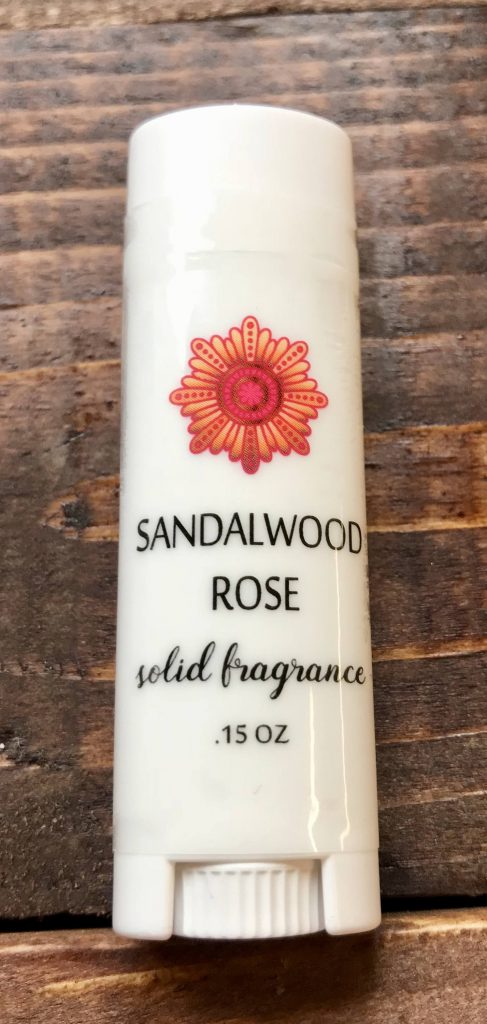 SANDALWOOD
ROSE
solid fragrance
.15 OZ